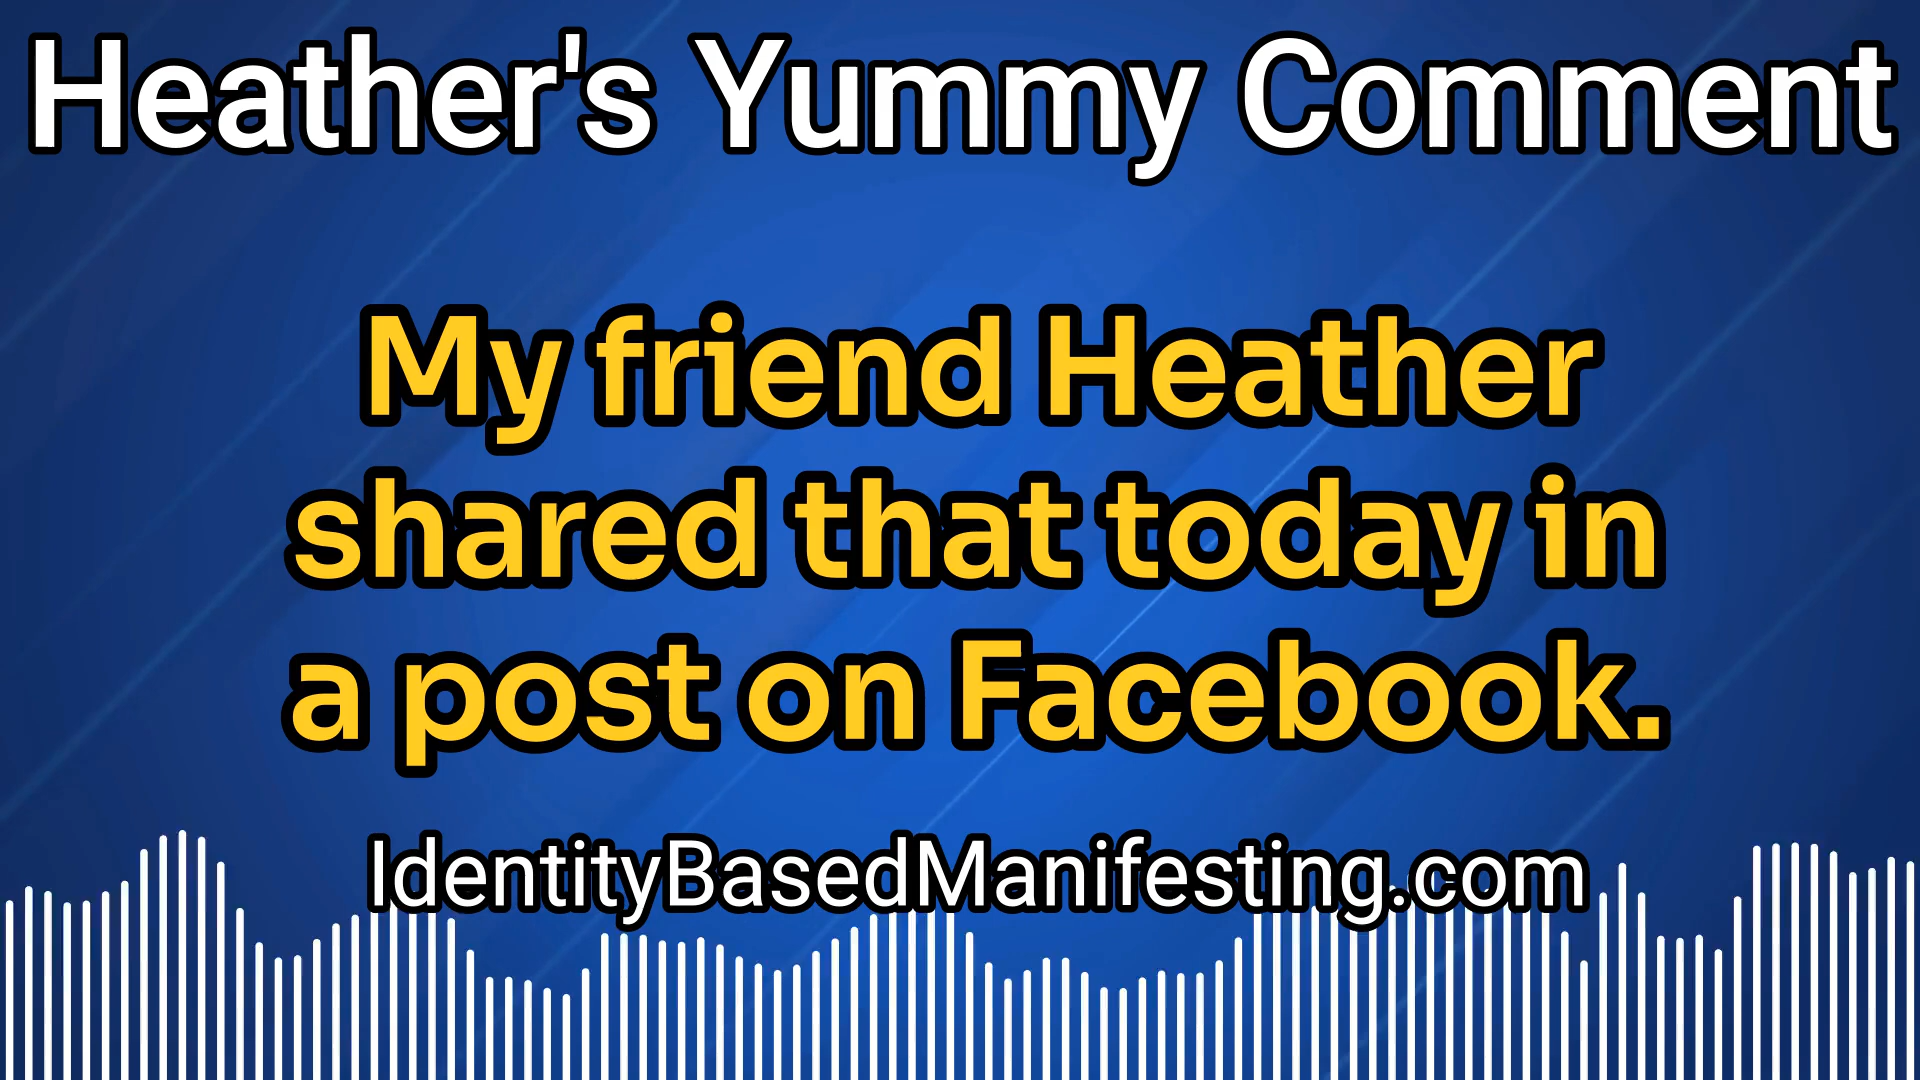 Heather's Yummy Comment
My friend Heather
shared that today in
a post on Facebook.
IdentityBasedManifesting.com